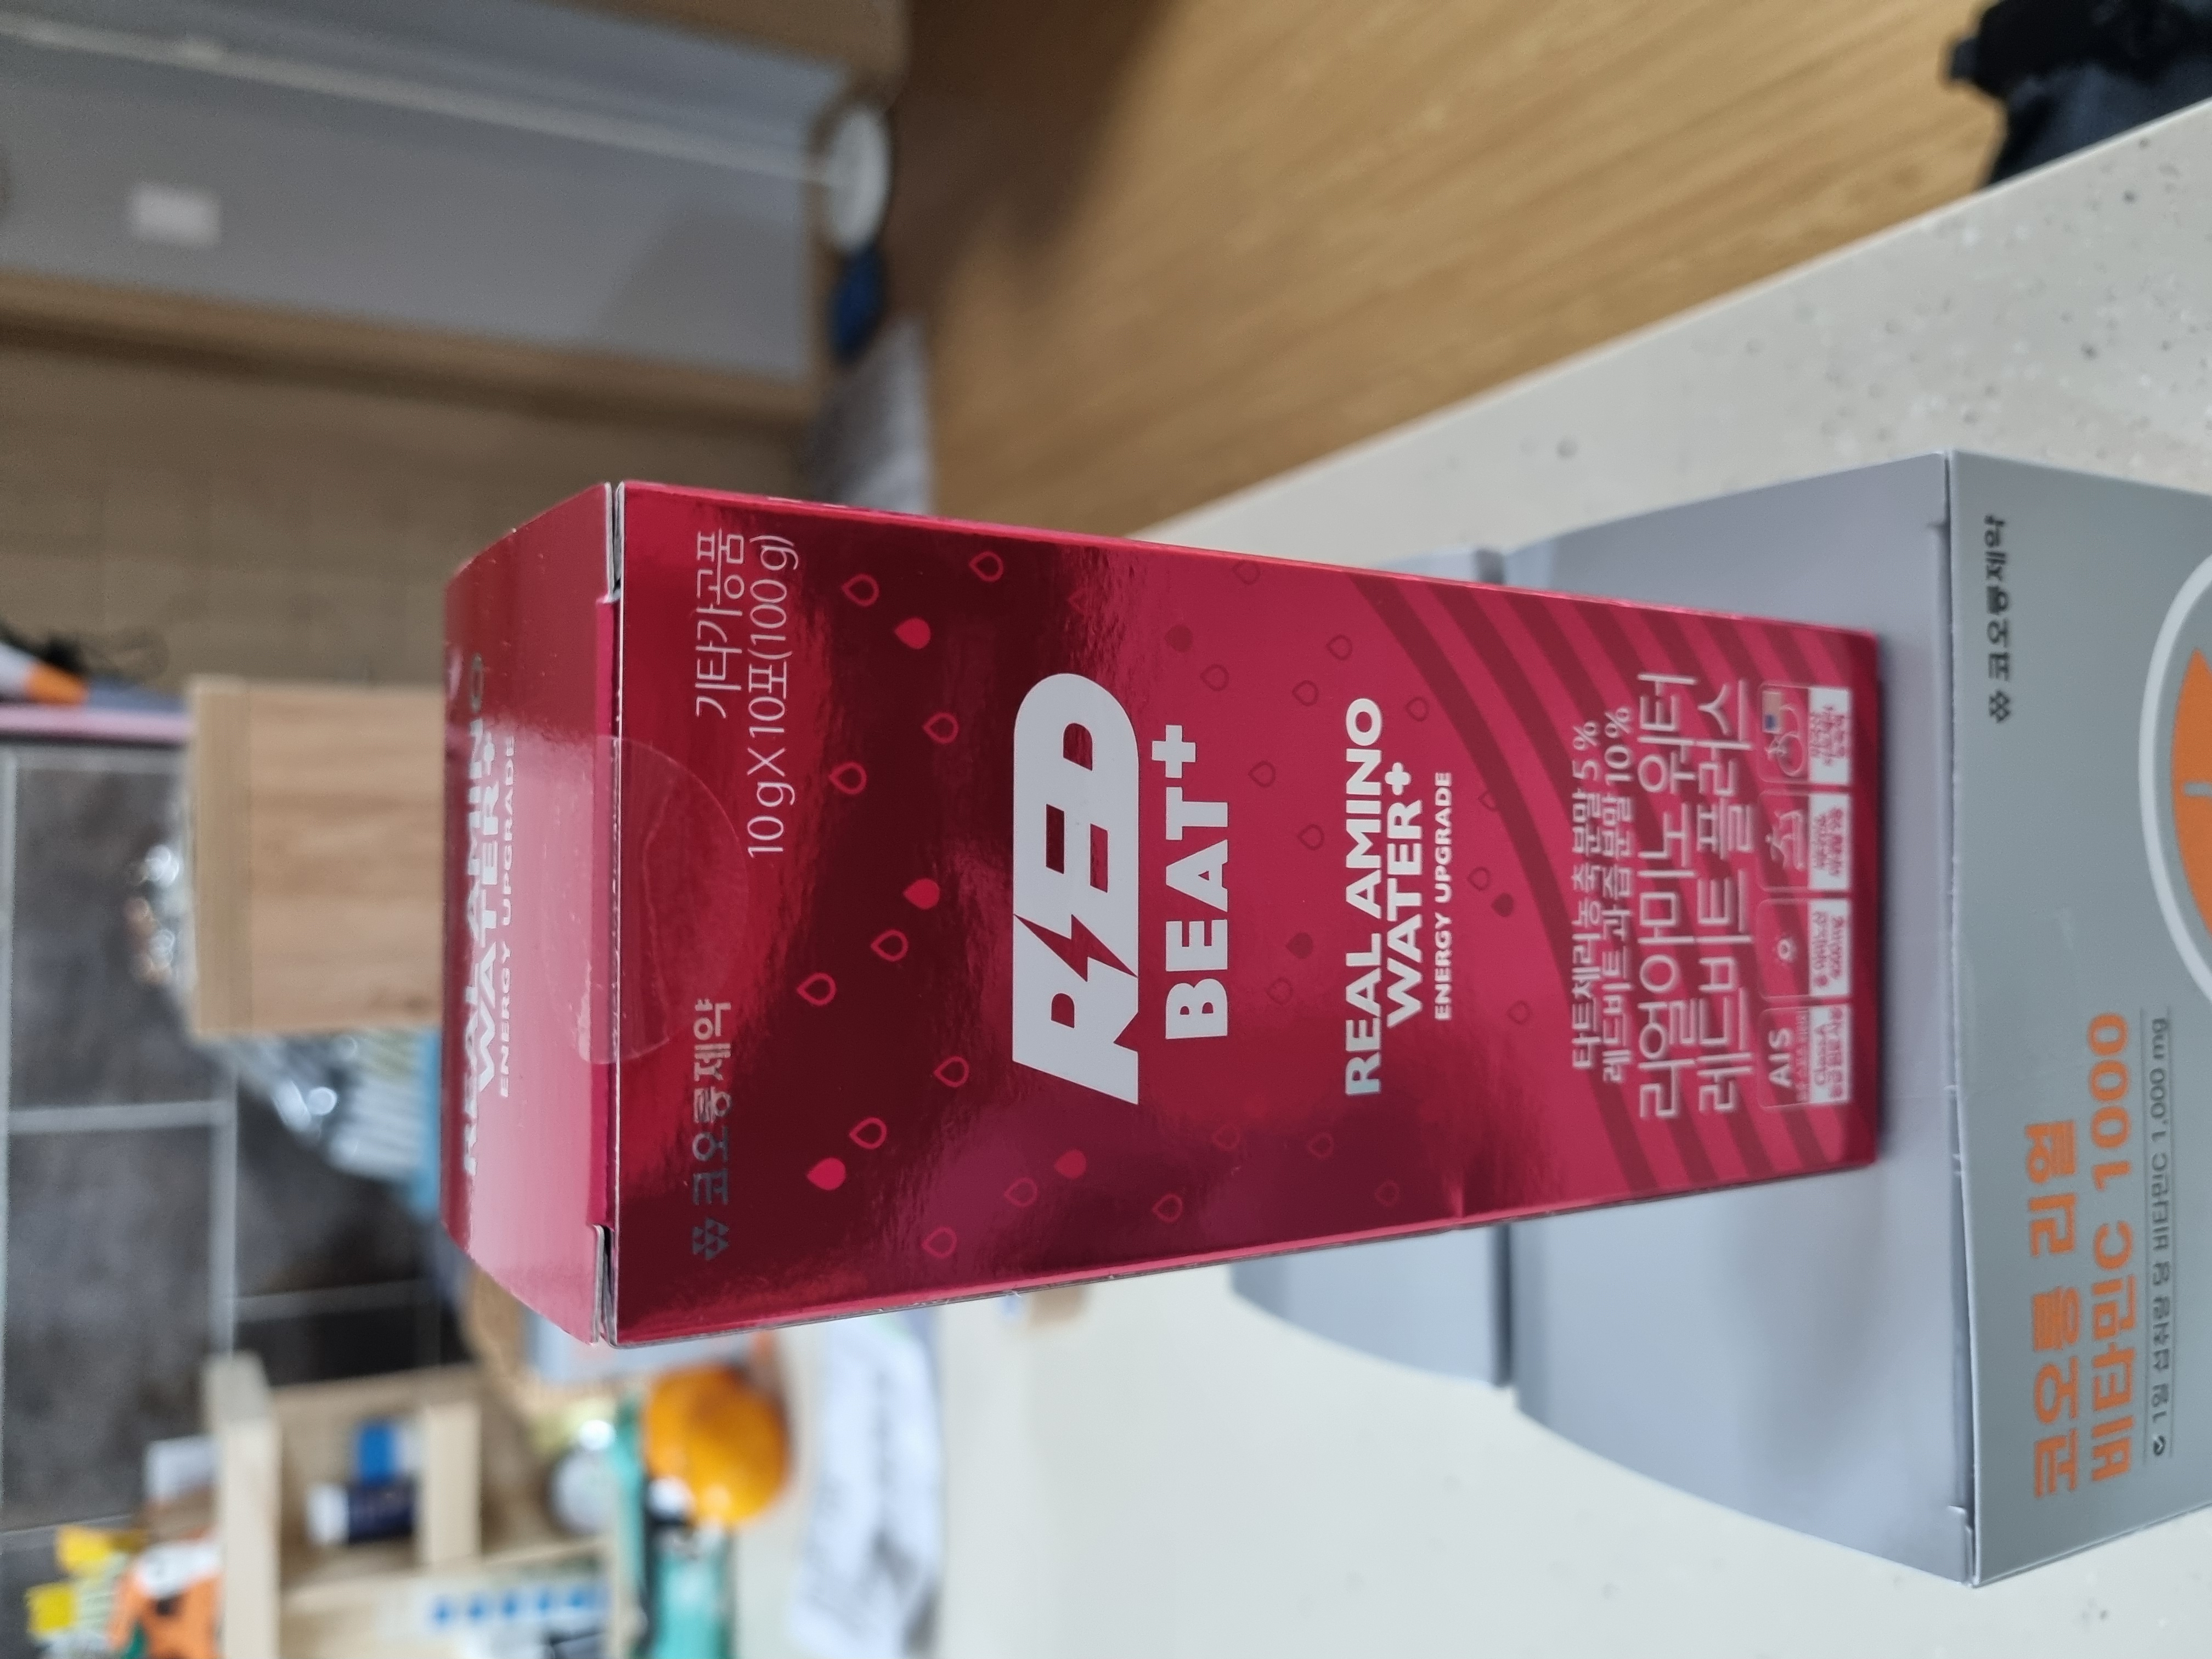 REAL AMINO
WATER+
ENERGY UPGRADE
코오롱제약
기타가공품
10 g X 10포(100 g)
RED
BEAT+
REAL AMINO
WATER+
ENERGY UPGRADE
타트체리농축분말 5 %
레드비트과즙분말 10 %
리얼아미노 워터
레드비트 플러스
AIS
코오롱제약
코오롱 리얼
비타민C 1000
1일 섭취량 당 비타민C 1,000 mg